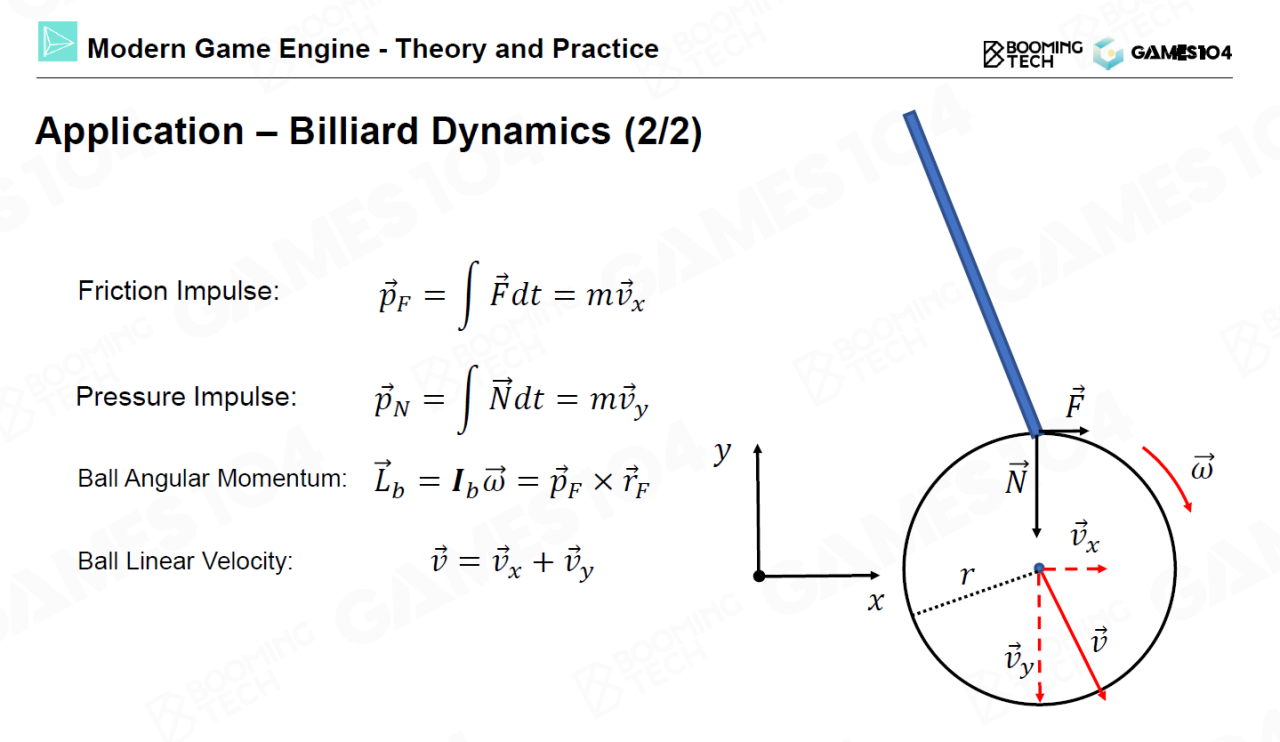 Modern Game Engine - Theory and Practice
BOOMING TECH
GAMES104
Application – Billiard Dynamics (2/2)
Friction Impulse: $\vec{p}_F = \int \vec{F}dt = m\vec{v}_x$
Pressure Impulse: $\vec{p}_N = \int \vec{N}dt = m\vec{v}_y$
Ball Angular Momentum: $\vec{L}_b = \boldsymbol{I}_b\vec{\omega} = \vec{p}_F \times \vec{r}_F$
Ball Linear Velocity: $\vec{v} = \vec{v}_x + \vec{v}_y$
$\vec{F}$
$y$
$\vec{N}$
$\vec{\omega}$
$\vec{v}_x$
$r$
$x$
$\vec{v}_y$
$\vec{v}$